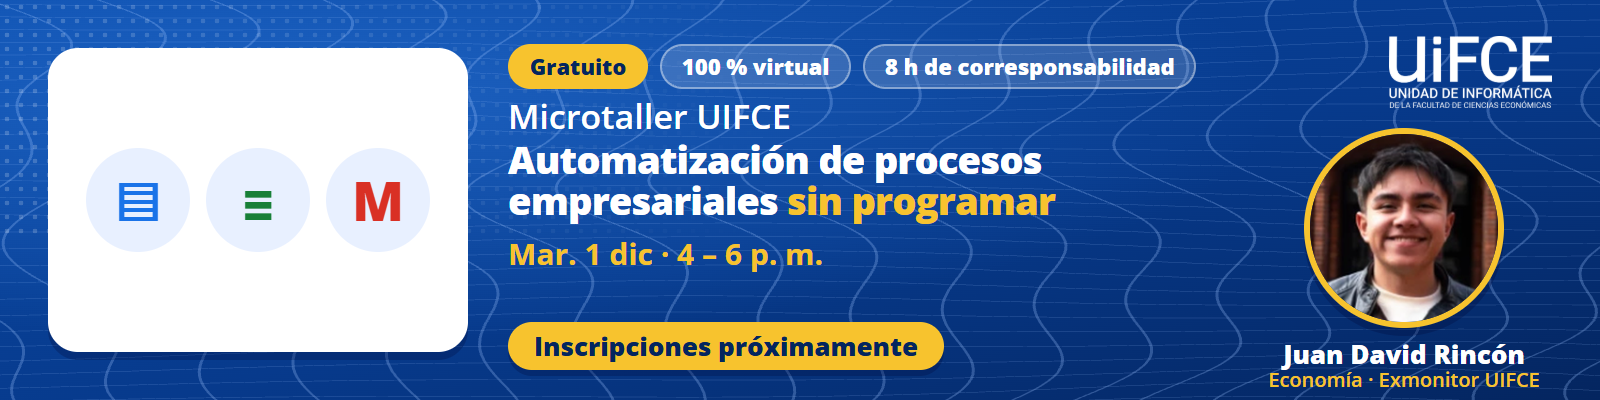 Gratuito
100 % virtual
8 h de corresponsabilidad
Microtaller UIFCE
Automatización de procesos
empresariales sin programar
Mar. 1 dic · 4 – 6 p. m.
Inscripciones próximamente
M
UiFCE
UNIDAD DE INFORMÁTICA
DE LA FACULTAD DE CIENCIAS ECONÓMICAS
Juan David Rincón
Economía · Exmonitor UIFCE